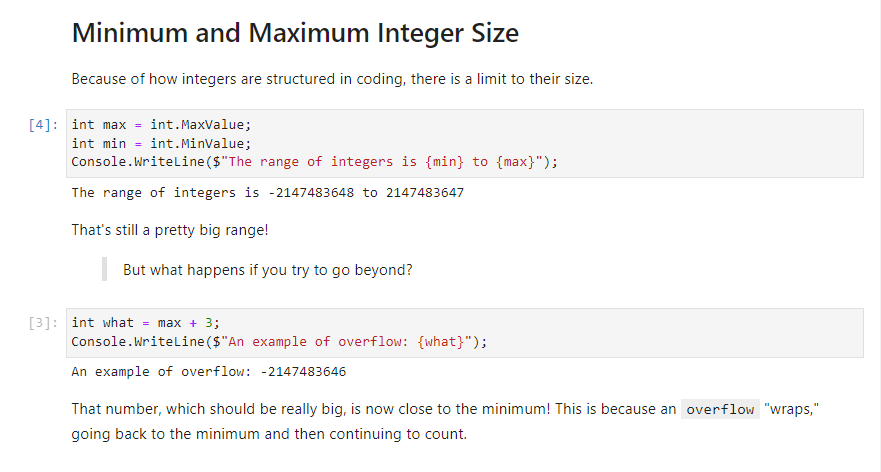 Minimum and Maximum Integer Size
Because of how integers are structured in coding, there is a limit to their size.
[4]: int max = int.MaxValue;
int min = int.MinValue;
Console.WriteLine($"The range of integers is {min} to {max}");
The range of integers is -2147483648 to 2147483647
That's still a pretty big range!
But what happens if you try to go beyond?
[3]: int what = max + 3;
Console.WriteLine($"An example of overflow: {what}");
An example of overflow: -2147483646
That number, which should be really big, is now close to the minimum! This is because an overflow "wraps,"
going back to the minimum and then continuing to count.